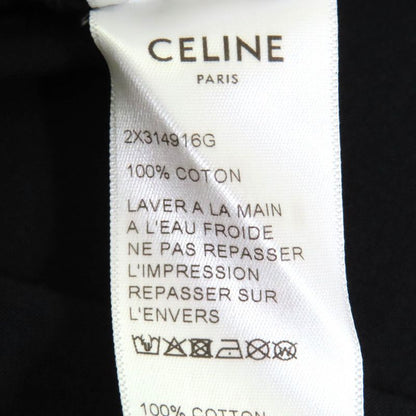 CELINE
PARIS
2X314916G
100% COTON
LAVER A LA MAIN
A L'EAU FROIDE
NE PAS REPASSER
L'IMPRESSION
REPASSER SUR
L'ENVERS
100% COTTON